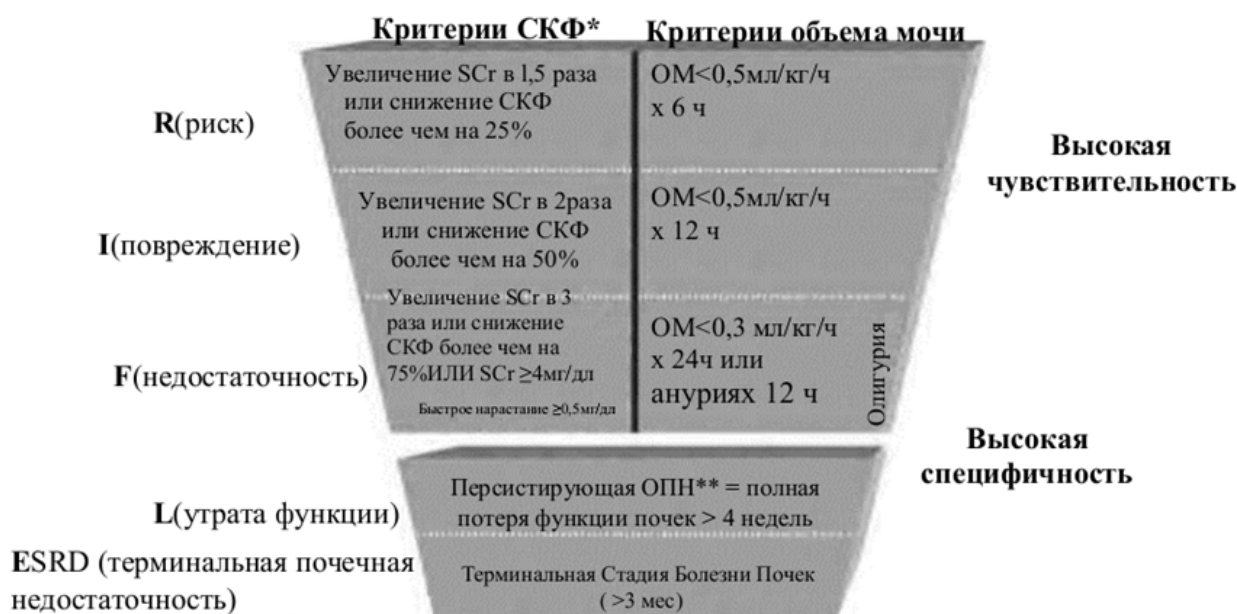 Критерии СКФ*
Критерии объема мочи
R(риск)
Увеличение SCr в 1,5 раза
или снижение СКФ
более чем на 25%
ОМ<0,5мл/кг/ч
х 6 ч
Высокая
чувствительность
I(повреждение)
Увеличение SCr в 2раза
или снижение СКФ
более чем на 50%
ОМ<0,5мл/кг/ч
х 12 ч
F(недостаточность)
Увеличение SCr в 3
раза или снижение
СКФ более чем на
75%ИЛИ SCr ≥4мг/дл
Быстрое нарастание ≥0,5мг/дл
ОМ<0,3 мл/кг/ч
х 24ч или
ануриях 12 ч
Олигурия
Высокая
специфичность
L(утрата функции)
Персистирующая ОПН** = полная
потеря функции почек > 4 недель
ESRD (терминальная почечная
недостаточность)
Терминальная Стадия Болезни Почек
( >3 мес)